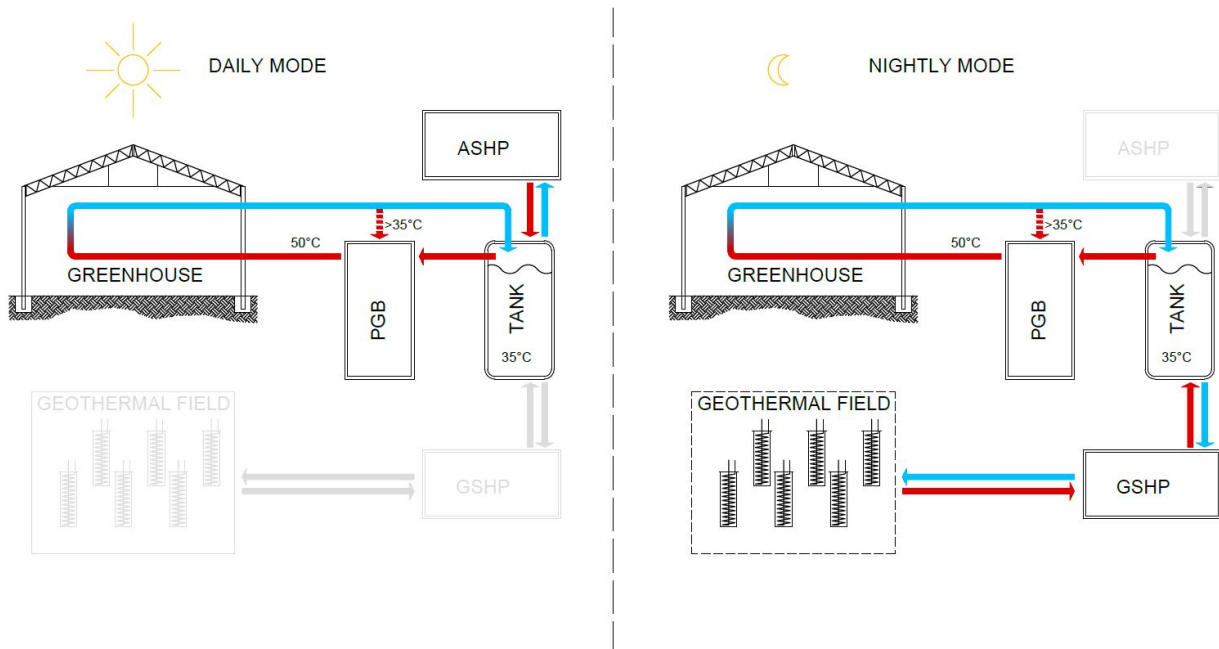 DAILY MODE
ASHP
>35°C
50°C
GREENHOUSE
PGB
TANK
35°C
GEOTHERMAL FIELD
GSHP
NIGHTLY MODE
ASHP
>35°C
50°C
GREENHOUSE
PGB
TANK
35°C
GEOTHERMAL FIELD
GSHP